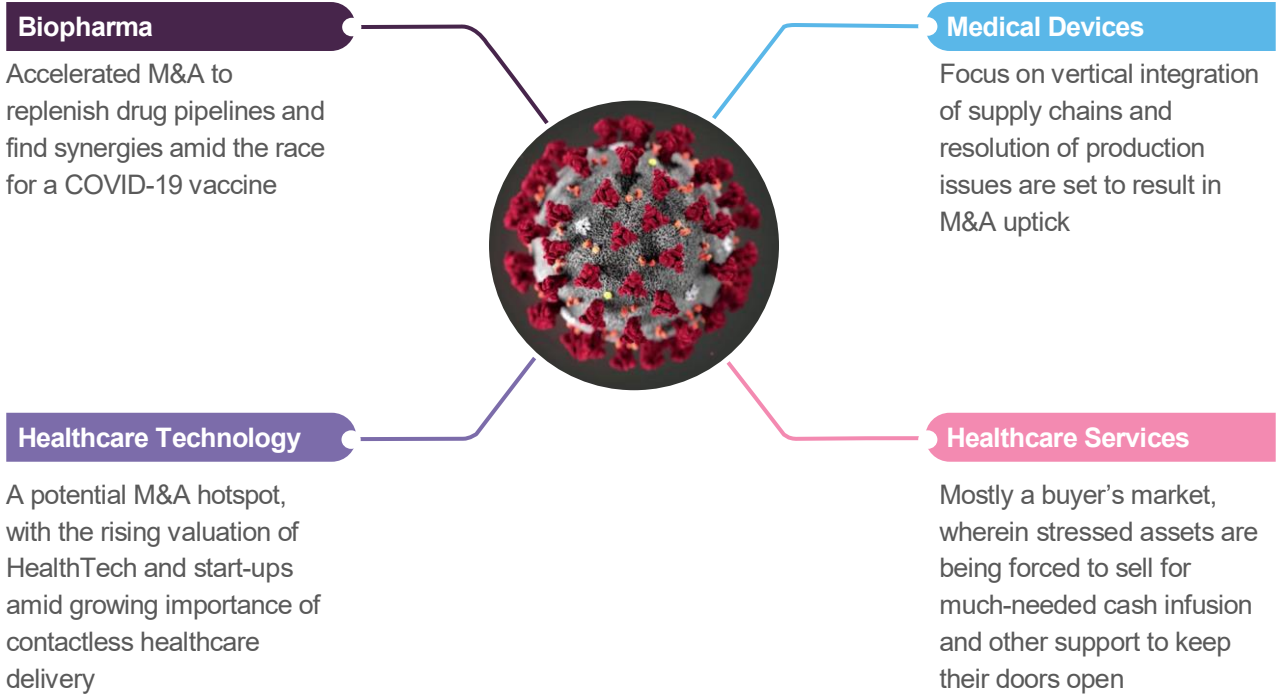 Biopharma
Accelerated M&A to
replenish drug pipelines and
find synergies amid the race
for a COVID-19 vaccine
Medical Devices
Focus on vertical integration
of supply chains and
resolution of production
issues are set to result in
M&A uptick
Healthcare Technology
A potential M&A hotspot,
with the rising valuation of
HealthTech and start-ups
amid growing importance of
contactless healthcare
delivery
Healthcare Services
Mostly a buyer’s market,
wherein stressed assets are
being forced to sell for
much-needed cash infusion
and other support to keep
their doors open